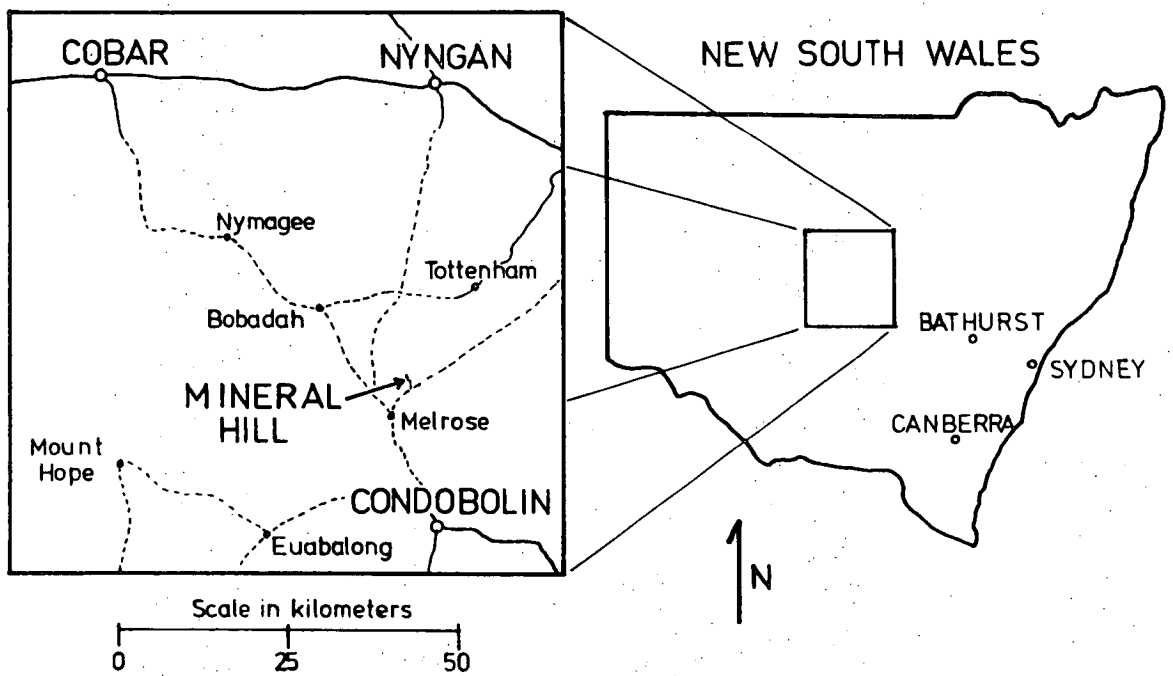 COBAR
NYNGAN
Nymagee
Tottenham
Bobadah
MINERAL
HILL
Melrose
Mount
Hope
CONDOBOLIN
Euabalong
Scale in kilometers
0 25 50
NEW SOUTH WALES
BATHURST
SYDNEY
CANBERRA
N